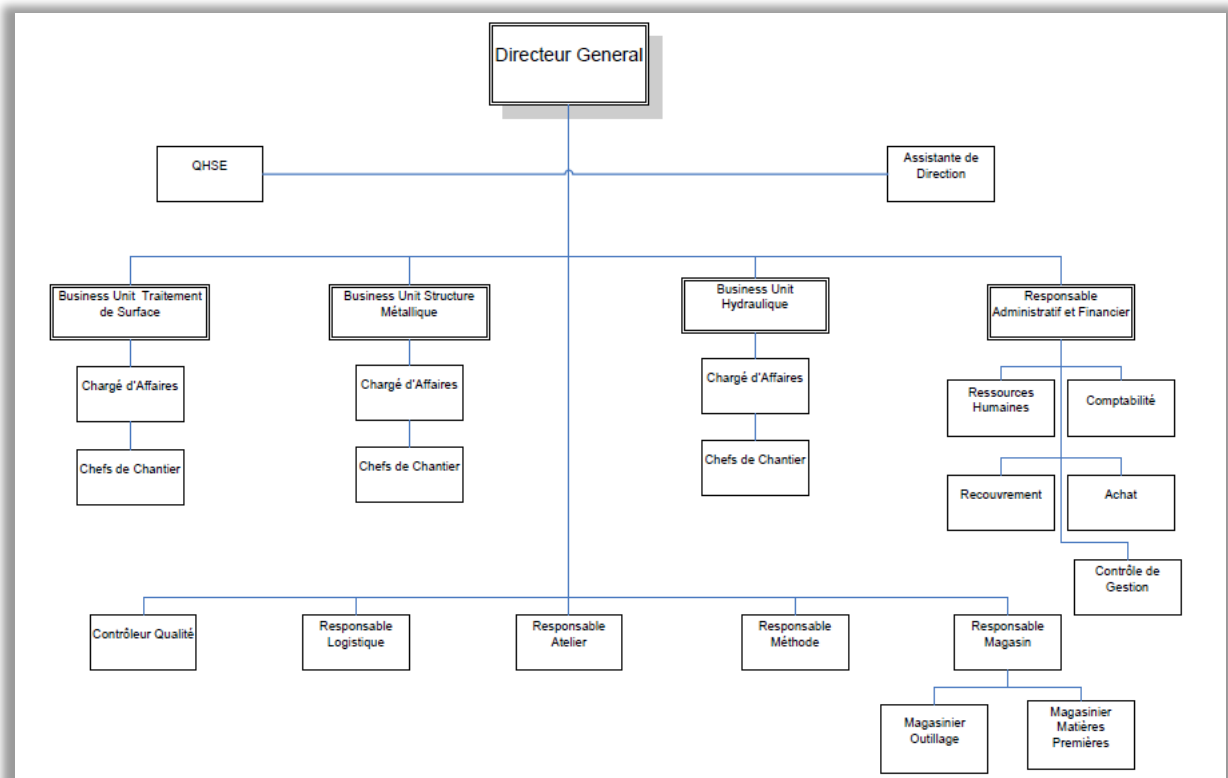 Directeur General
QHSE
Assistante de
Direction
Business Unit Traitement
de Surface
Business Unit Structure
Métallique
Business Unit
Hydraulique
Responsable
Administratif et Financier
Chargé d'Affaires
Chargé d'Affaires
Chargé d'Affaires
Ressources
Humaines
Comptabilité
Chefs de Chantier
Chefs de Chantier
Chefs de Chantier
Recouvrement
Achat
Contrôle de
Gestion
Contrôleur Qualité
Responsable
Logistique
Responsable
Atelier
Responsable
Méthode
Responsable
Magasin
Magasinier
Outillage
Magasinier
Matières
Premières